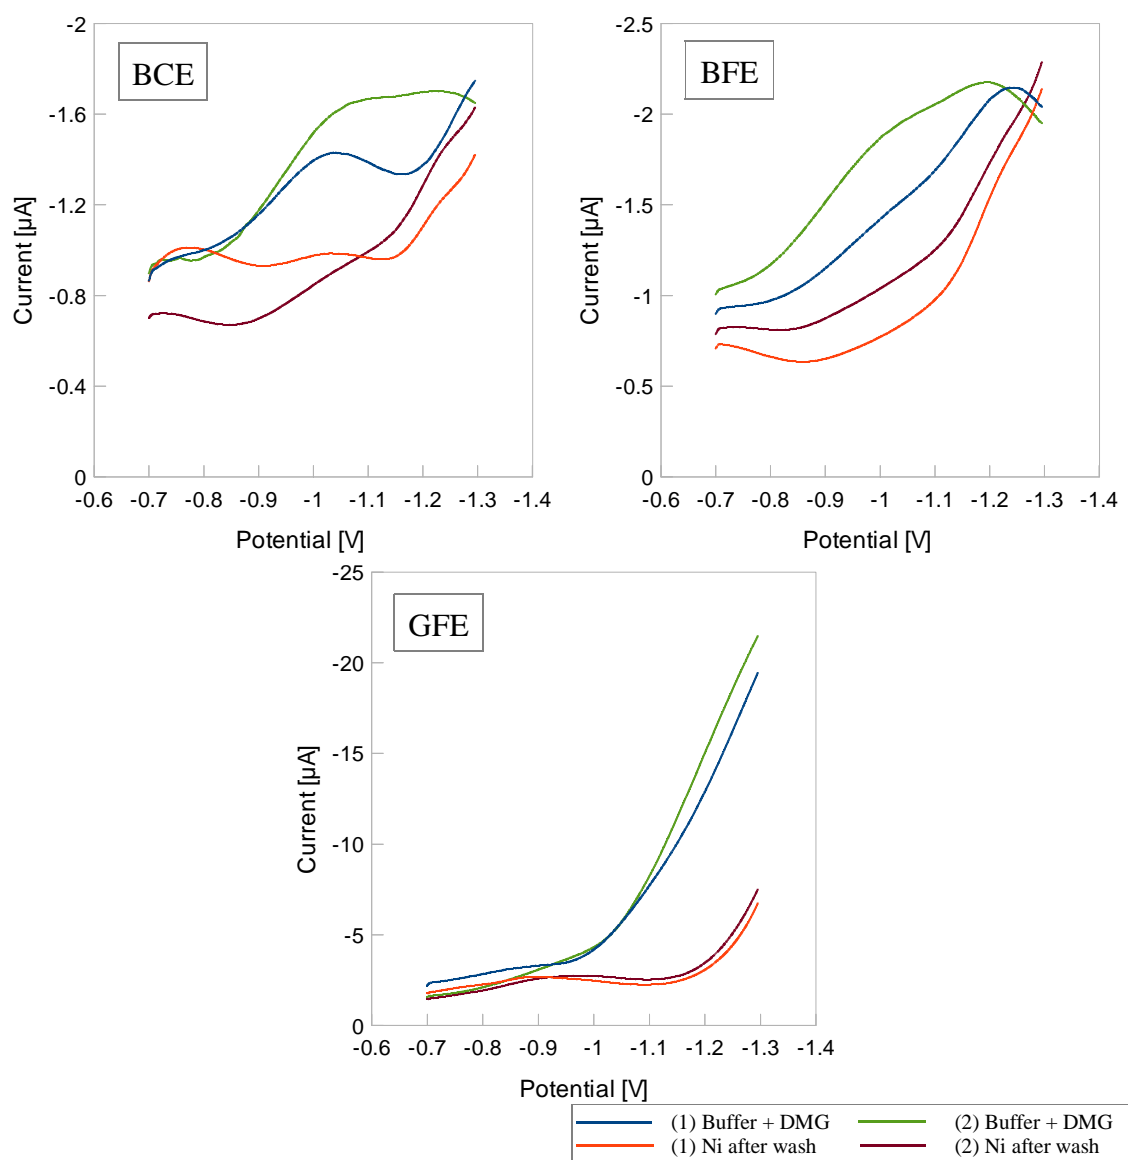 BCE
-2
-1.6
-1.2
-0.8
-0.4
0
Current [µA]
-0.6 -0.7 -0.8 -0.9 -1 -1.1 -1.2 -1.3 -1.4
Potential [V]
BFE
-2.5
-2
-1.5
-1
-0.5
0
Current [µA]
-0.6 -0.7 -0.8 -0.9 -1 -1.1 -1.2 -1.3 -1.4
Potential [V]
GFE
-25
-20
-15
-10
-5
0
Current [µA]
-0.6 -0.7 -0.8 -0.9 -1 -1.1 -1.2 -1.3 -1.4
Potential [V]
(1) Buffer + DMG (2) Buffer + DMG
(1) Ni after wash (2) Ni after wash